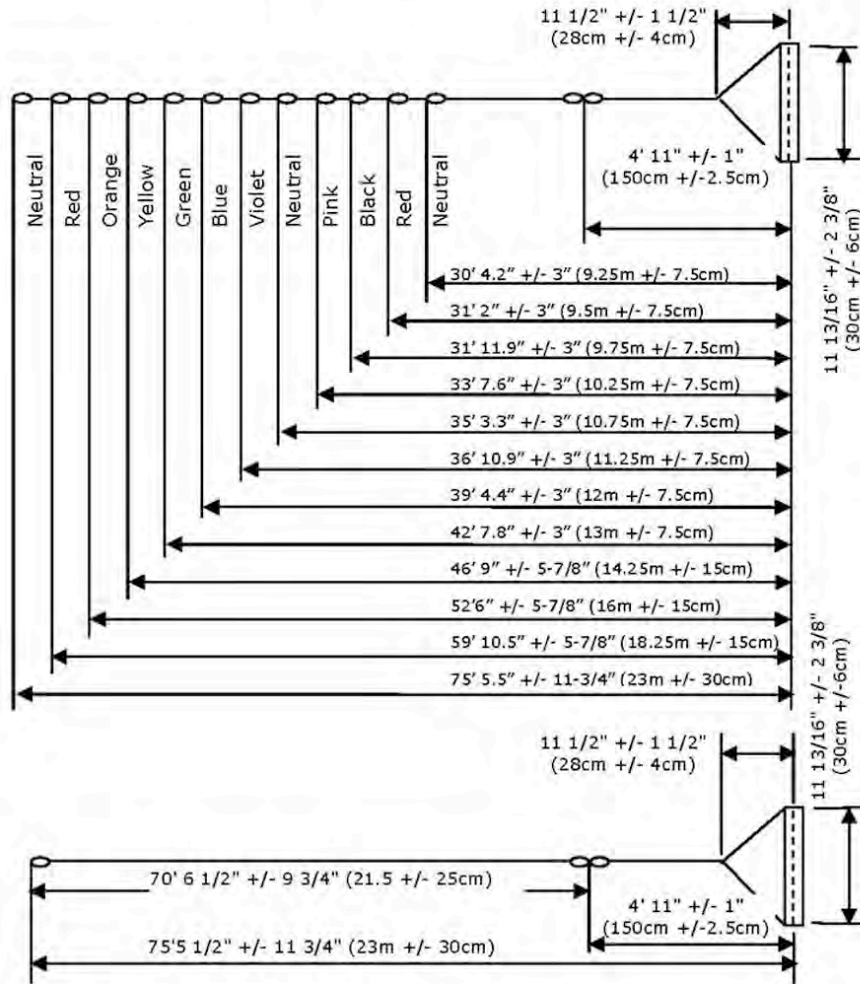 11 1/2" +/- 1 1/2"
(28cm +/- 4cm)
11 13/16" +/- 2 3/8"
(30cm +/- 6cm)
4' 11" +/- 1"
(150cm +/-2.5cm)
Neutral
Red
Orange
Yellow
Green
Blue
Violet
Neutral
Pink
Black
Red
Neutral
30' 4.2" +/- 3" (9.25m +/- 7.5cm)
31' 2" +/- 3" (9.5m +/- 7.5cm)
31' 11.9" +/- 3" (9.75m +/- 7.5cm)
33' 7.6" +/- 3" (10.25m +/- 7.5cm)
35' 3.3" +/- 3" (10.75m +/- 7.5cm)
36' 10.9" +/- 3" (11.25m +/- 7.5cm)
39' 4.4" +/- 3" (12m +/- 7.5cm)
42' 7.8" +/- 3" (13m +/- 7.5cm)
46' 9" +/- 5-7/8" (14.25m +/- 15cm)
52'6" +/- 5-7/8" (16m +/- 15cm)
59' 10.5" +/- 5-7/8" (18.25m +/- 15cm)
75' 5.5" +/- 11-3/4" (23m +/- 30cm)
11 1/2" +/- 1 1/2"
(28cm +/- 4cm)
11 13/16" +/- 2 3/8"
(30cm +/-6cm)
70' 6 1/2" +/- 9 3/4" (21.5 +/- 25cm)
4' 11" +/- 1"
(150cm +/-2.5cm)
75'5 1/2" +/- 11 3/4" (23m +/- 30cm)